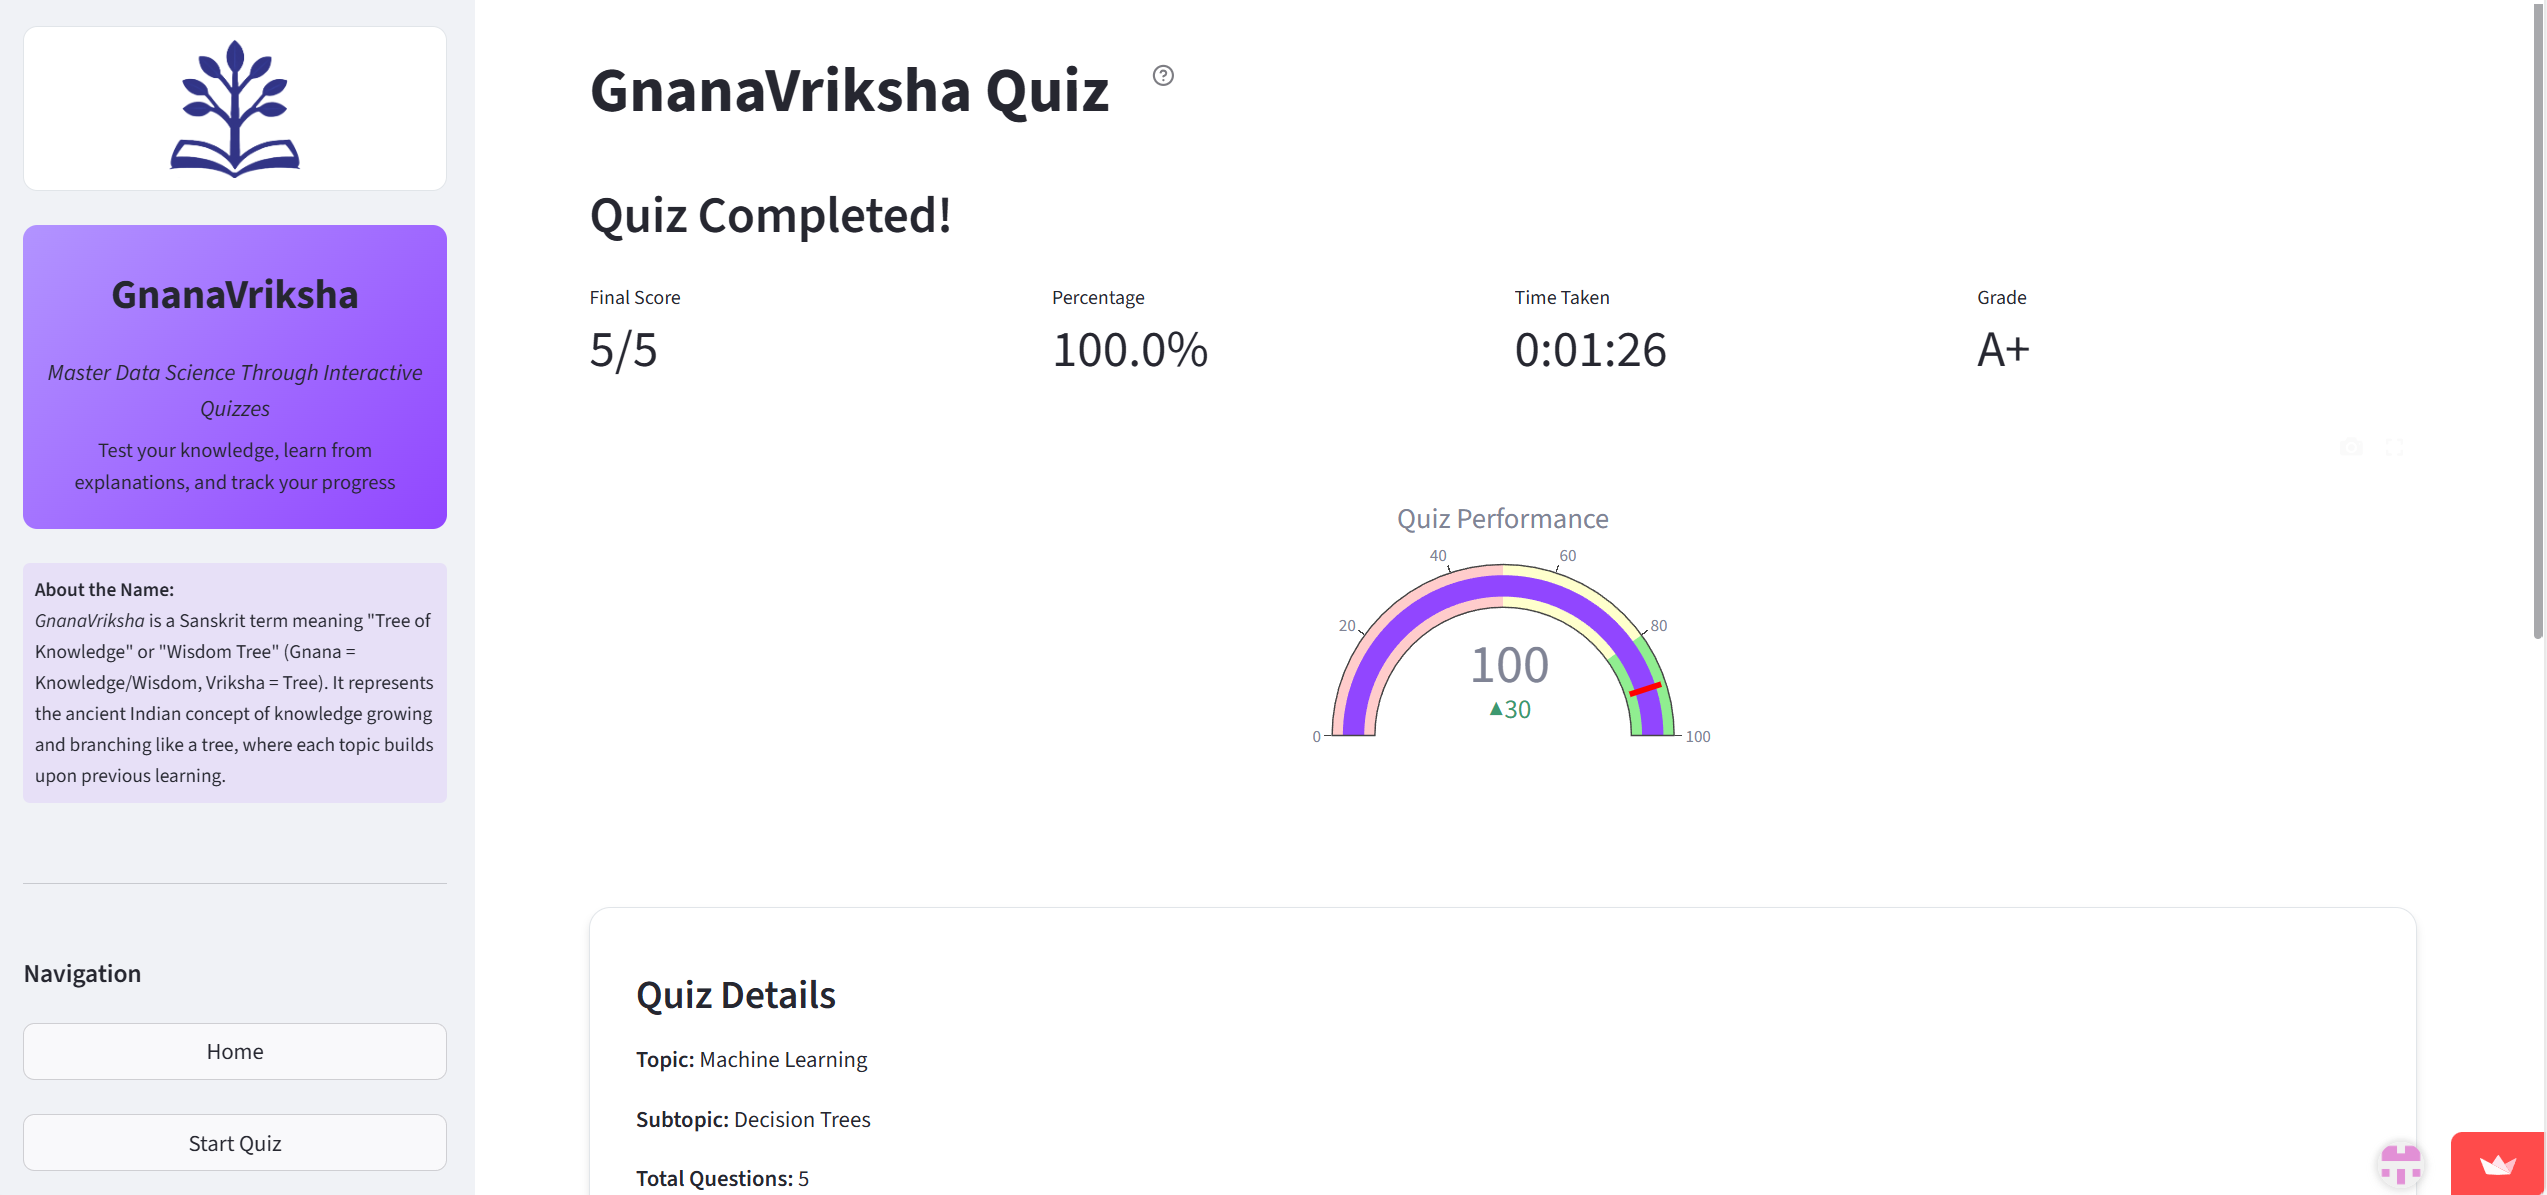 GnanaVriksha
Master Data Science Through Interactive
Quizzes
Test your knowledge, learn from
explanations, and track your progress
About the Name:
GnanaVriksha is a Sanskrit term meaning "Tree of
Knowledge" or "Wisdom Tree" (Gnana =
Knowledge/Wisdom, Vriksha = Tree). It represents
the ancient Indian concept of knowledge growing
and branching like a tree, where each topic builds
upon previous learning.
Navigation
Home
Start Quiz
GnanaVriksha Quiz ?
Quiz Completed!
Final Score
5/5
Percentage
100.0%
Time Taken
0:01:26
Grade
A+
Quiz Performance
0
20
40
60
80
100
100
▲30
Quiz Details
Topic: Machine Learning
Subtopic: Decision Trees
Total Questions: 5